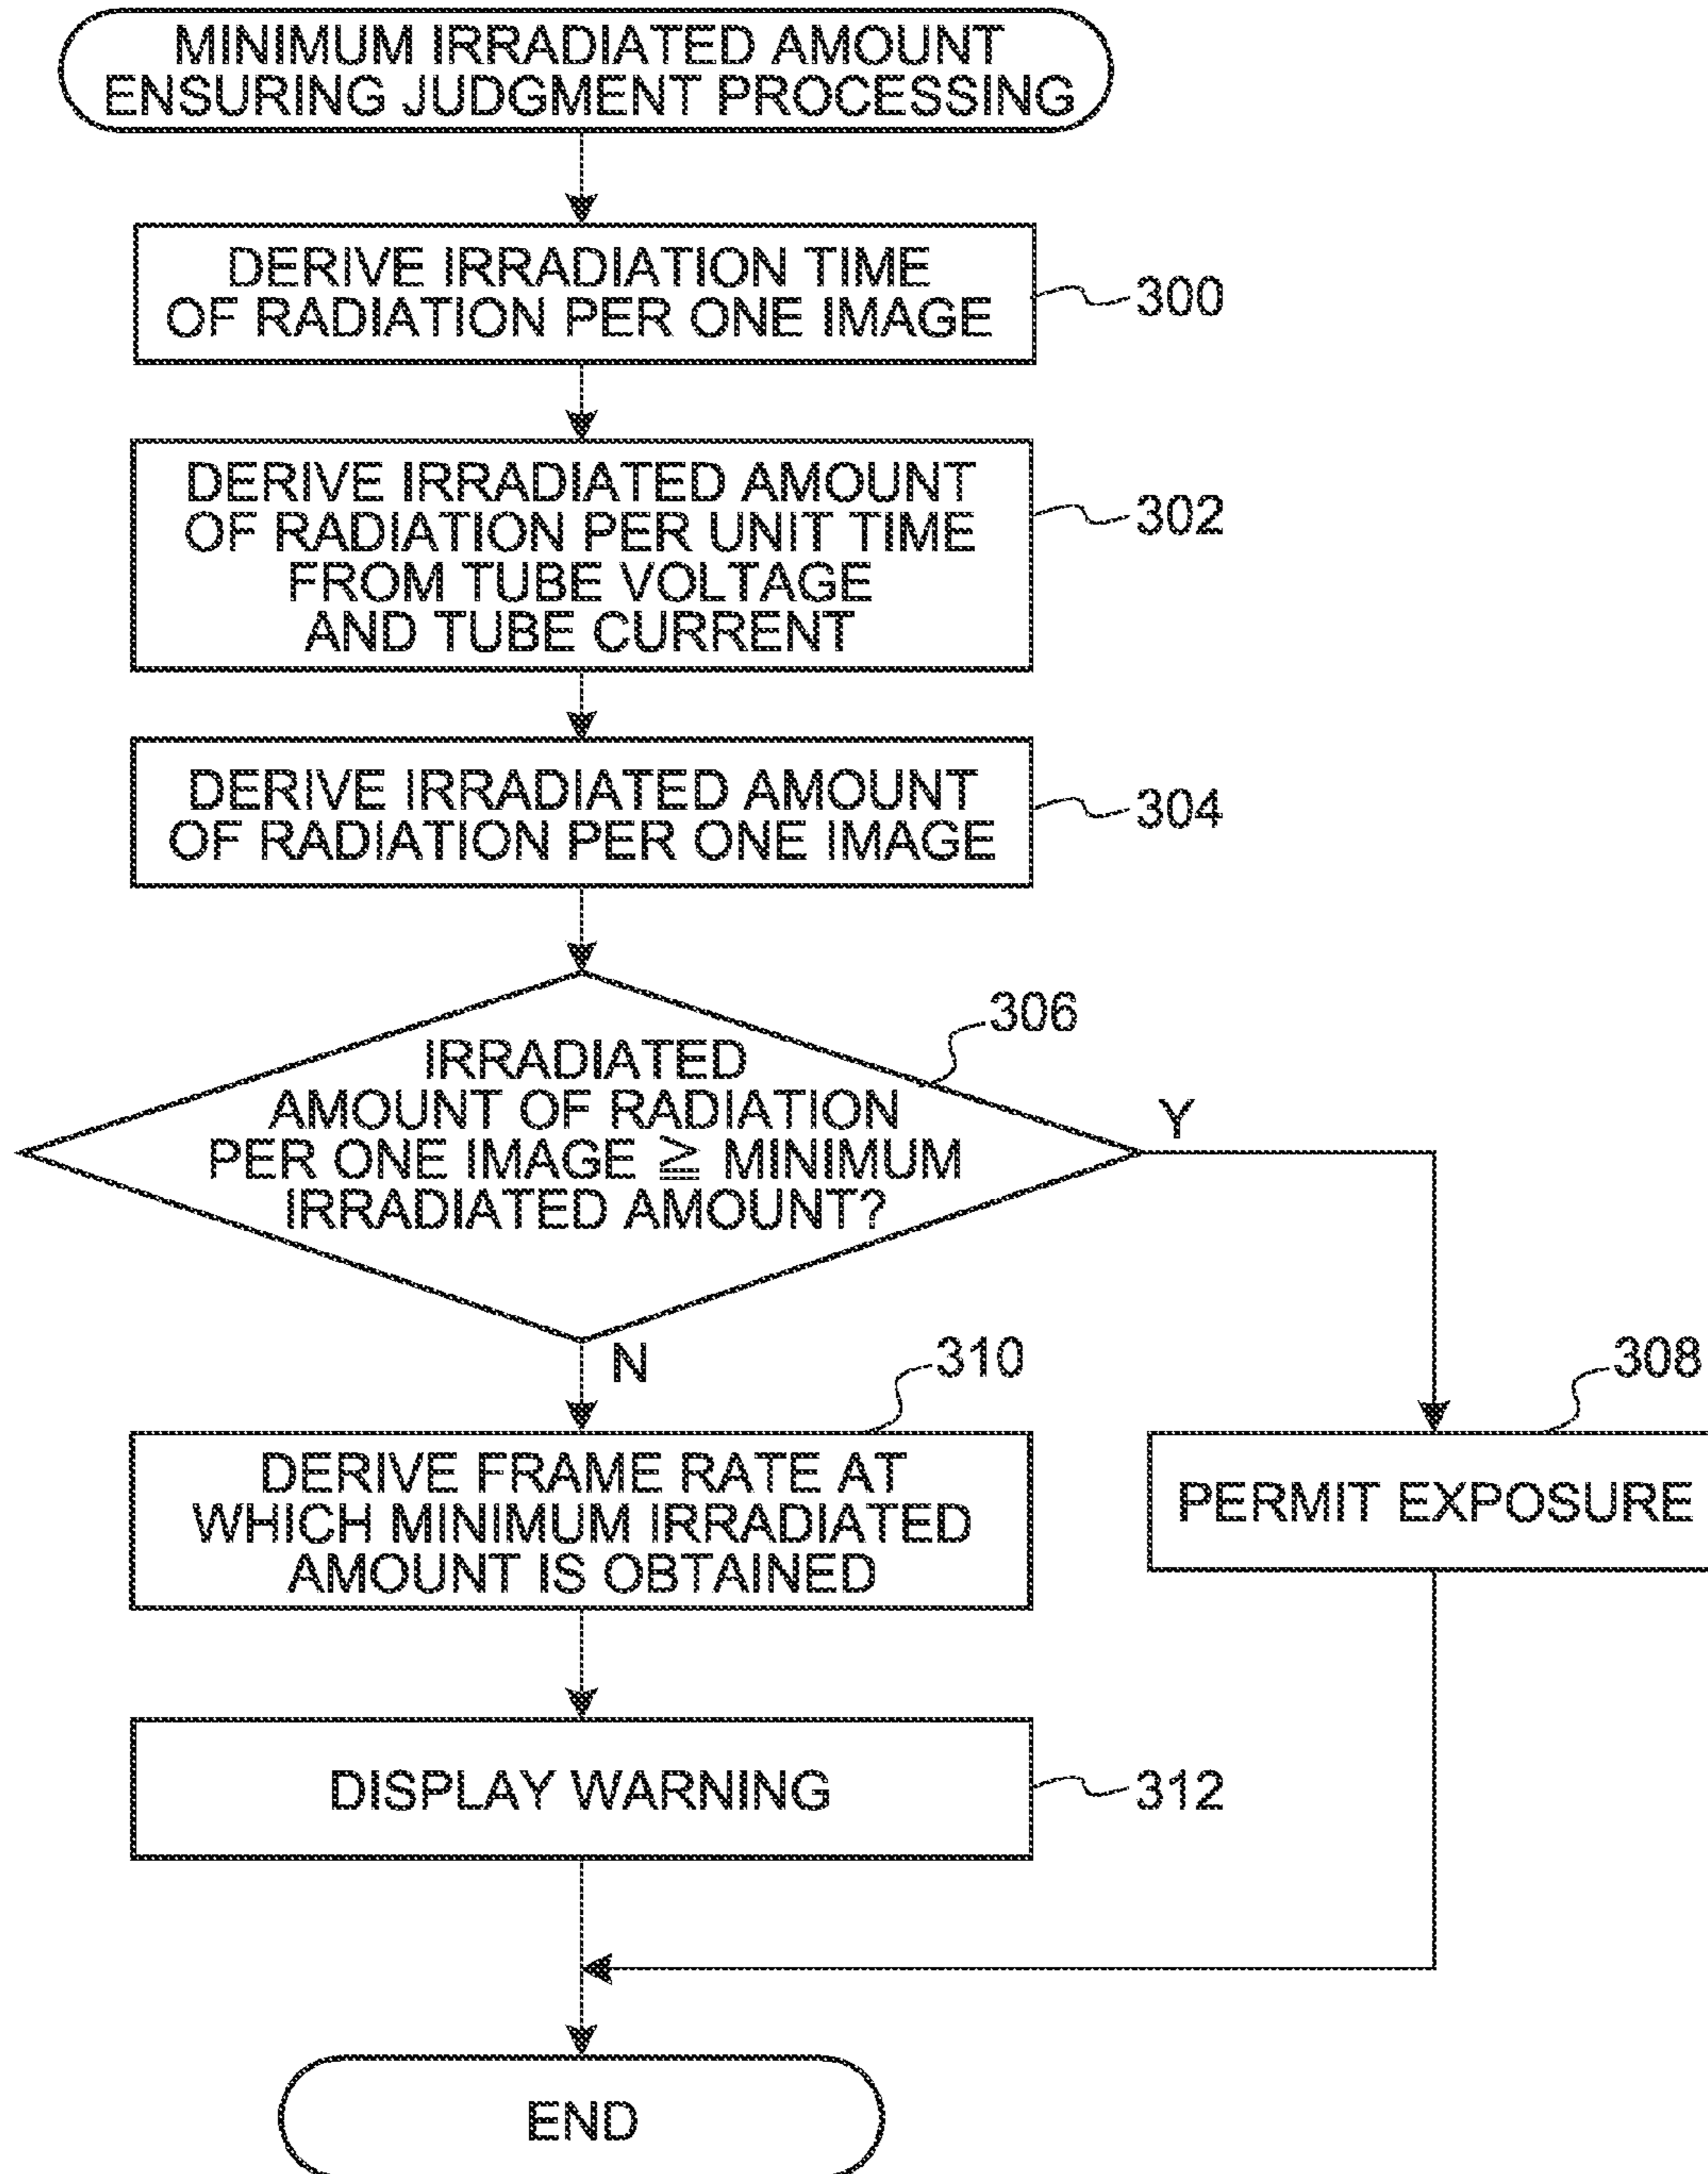 MINIMUM IRRADIATED AMOUNT
ENSURING JUDGMENT PROCESSING
DERIVE IRRADIATION TIME
OF RADIATION PER ONE IMAGE
300
DERIVE IRRADIATED AMOUNT
OF RADIATION PER UNIT TIME
FROM TUBE VOLTAGE
AND TUBE CURRENT
302
DERIVE IRRADIATED AMOUNT
OF RADIATION PER ONE IMAGE
304
306
IRRADIATED
AMOUNT OF RADIATION
PER ONE IMAGE ≧ MINIMUM
IRRADIATED AMOUNT?
Y
N
310
308
DERIVE FRAME RATE AT
WHICH MINIMUM IRRADIATED
AMOUNT IS OBTAINED
PERMIT EXPOSURE
DISPLAY WARNING
312
END